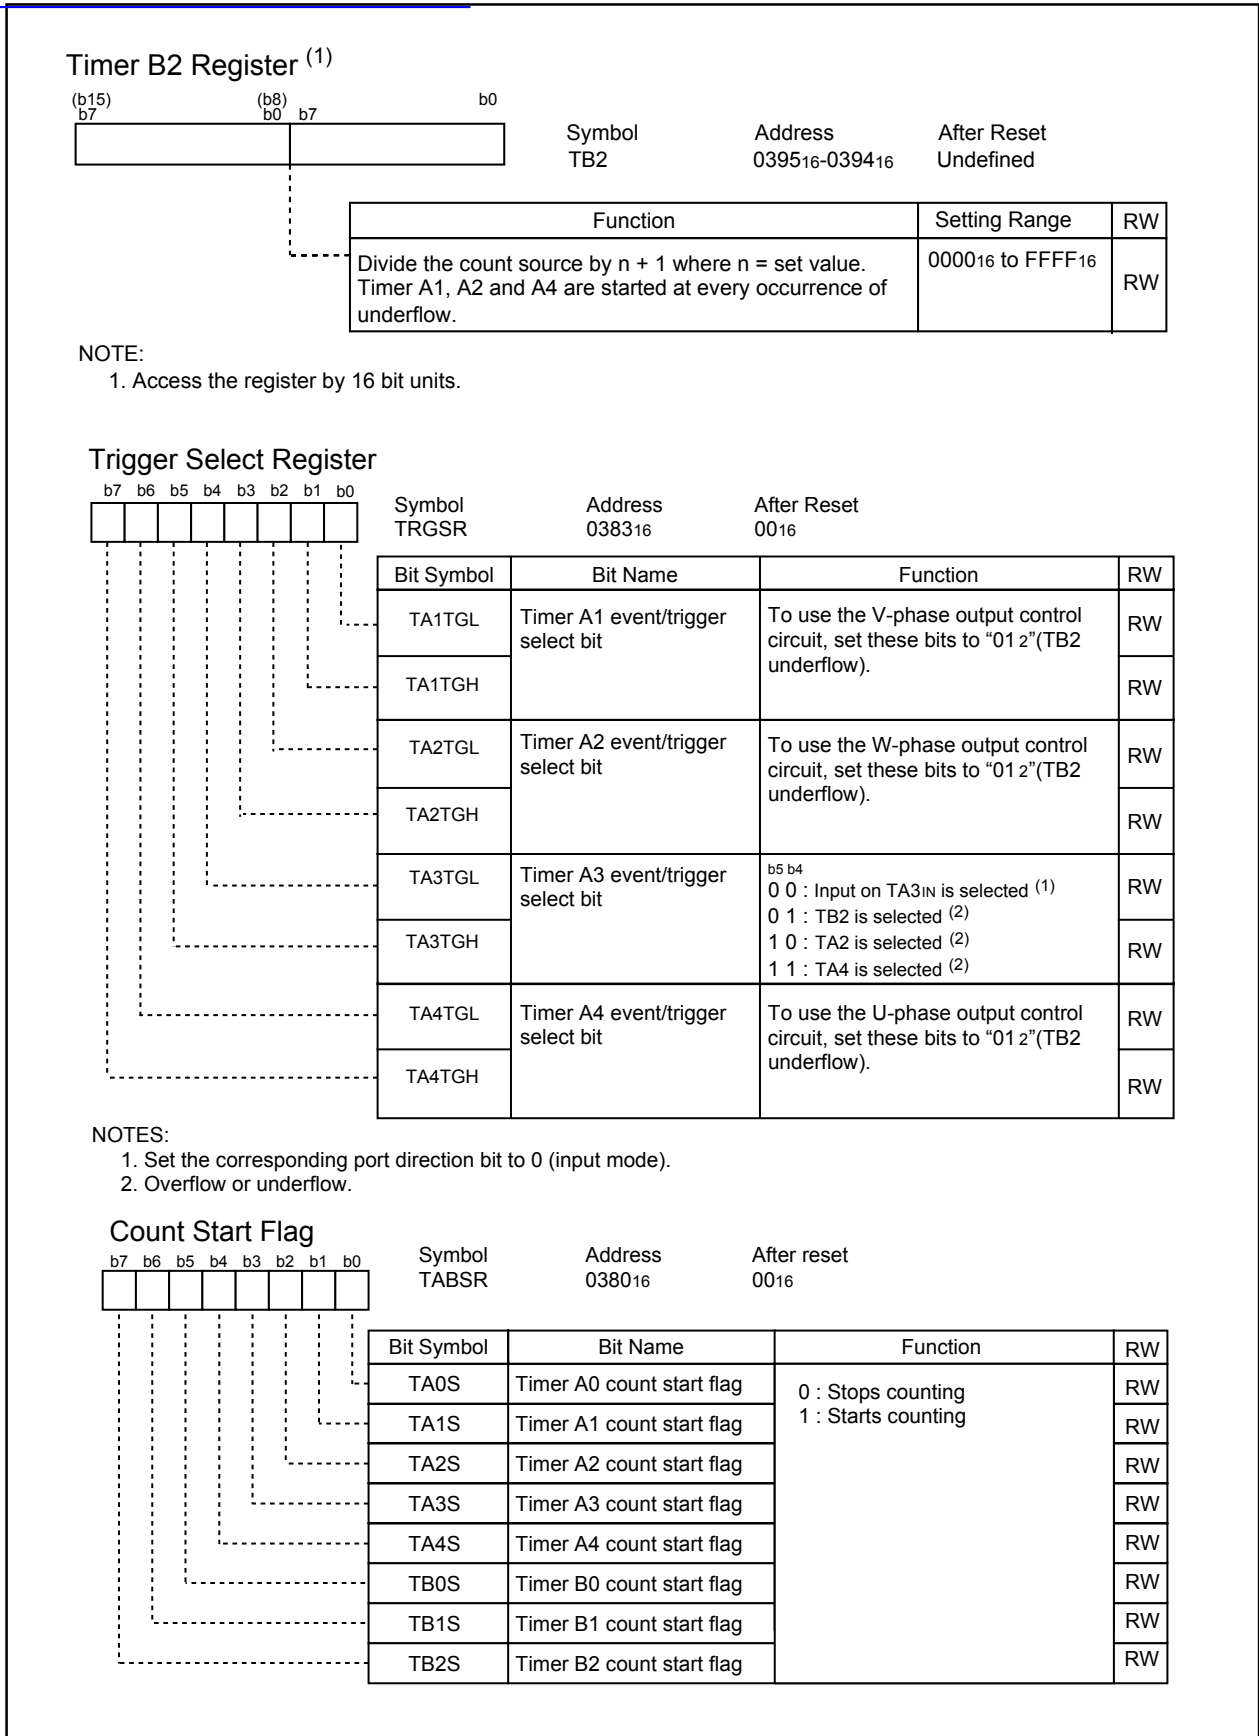 Timer B2 Register (1)
(b15) (b8)
b7 b0 b7 b0
Symbol Address After Reset
TB2 039516-039416 Undefined
Function Setting Range RW
Divide the count source by n + 1 where n = set value.
Timer A1, A2 and A4 are started at every occurrence of
underflow.
000016 to FFFF16 RW
NOTE:
1. Access the register by 16 bit units.
Trigger Select Register
b7 b6 b5 b4 b3 b2 b1 b0
Symbol Address After Reset
TRGSR 038316 0016
Bit Symbol Bit Name Function RW
TA1TGL Timer A1 event/trigger
select bit
To use the V-phase output control
circuit, set these bits to “012”(TB2
underflow).
RW
TA1TGH RW
TA2TGL Timer A2 event/trigger
select bit
To use the W-phase output control
circuit, set these bits to “012”(TB2
underflow).
RW
TA2TGH RW
TA3TGL Timer A3 event/trigger
select bit
b5 b4
0 0 : Input on TA3IN is selected (1)
0 1 : TB2 is selected (2)
1 0 : TA2 is selected (2)
1 1 : TA4 is selected (2)
RW
TA3TGH RW
TA4TGL Timer A4 event/trigger
select bit
To use the U-phase output control
circuit, set these bits to “012”(TB2
underflow).
RW
TA4TGH RW
NOTES:
1. Set the corresponding port direction bit to 0 (input mode).
2. Overflow or underflow.
Count Start Flag
b7 b6 b5 b4 b3 b2 b1 b0
Symbol Address After reset
TABSR 038016 0016
Bit Symbol Bit Name Function RW
TA0S Timer A0 count start flag 0 : Stops counting RW
TA1S Timer A1 count start flag 1 : Starts counting RW
TA2S Timer A2 count start flag RW
TA3S Timer A3 count start flag RW
TA4S Timer A4 count start flag RW
TB0S Timer B0 count start flag RW
TB1S Timer B1 count start flag RW
TB2S Timer B2 count start flag RW